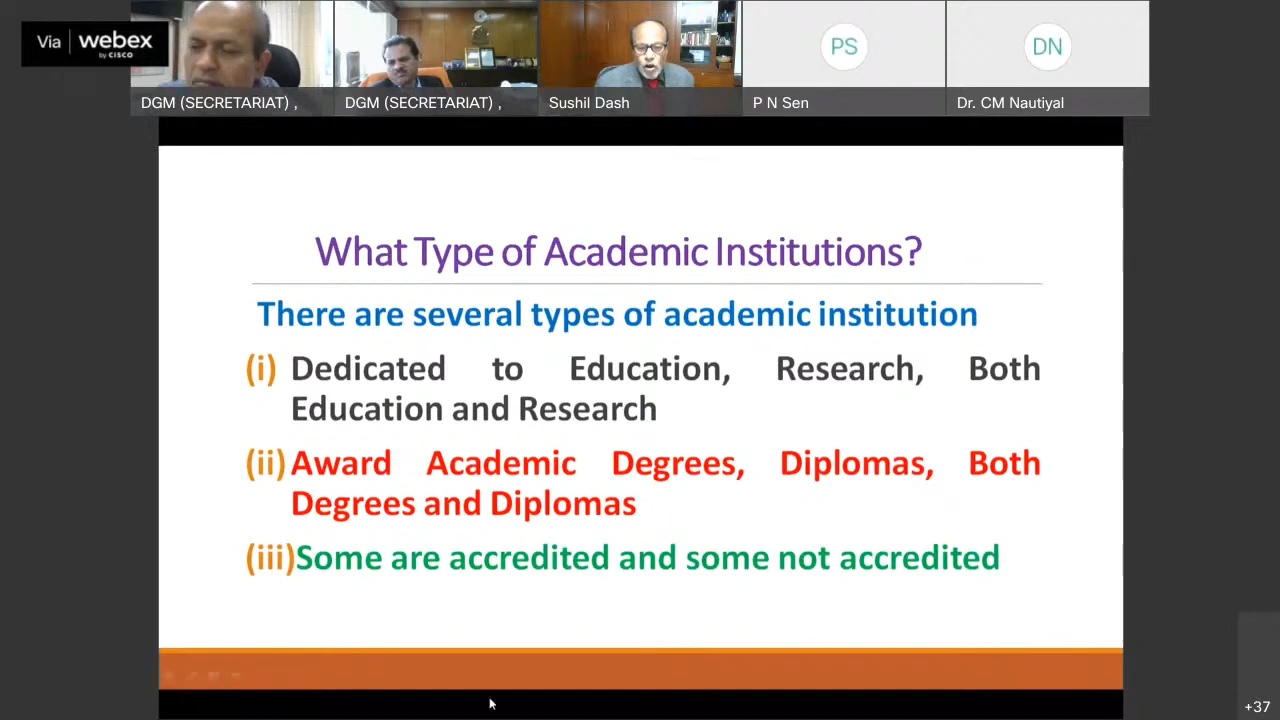 Via webex
by CISCO
DGM (SECRETARIAT) ,
DGM (SECRETARIAT) ,
Sushil Dash
PS
P N Sen
DN
Dr. CM Nautiyal
What Type of Academic Institutions?
There are several types of academic institution
(i) Dedicated to Education, Research, Both
Education and Research
(ii) Award Academic Degrees, Diplomas, Both
Degrees and Diplomas
(iii)Some are accredited and some not accredited
+37